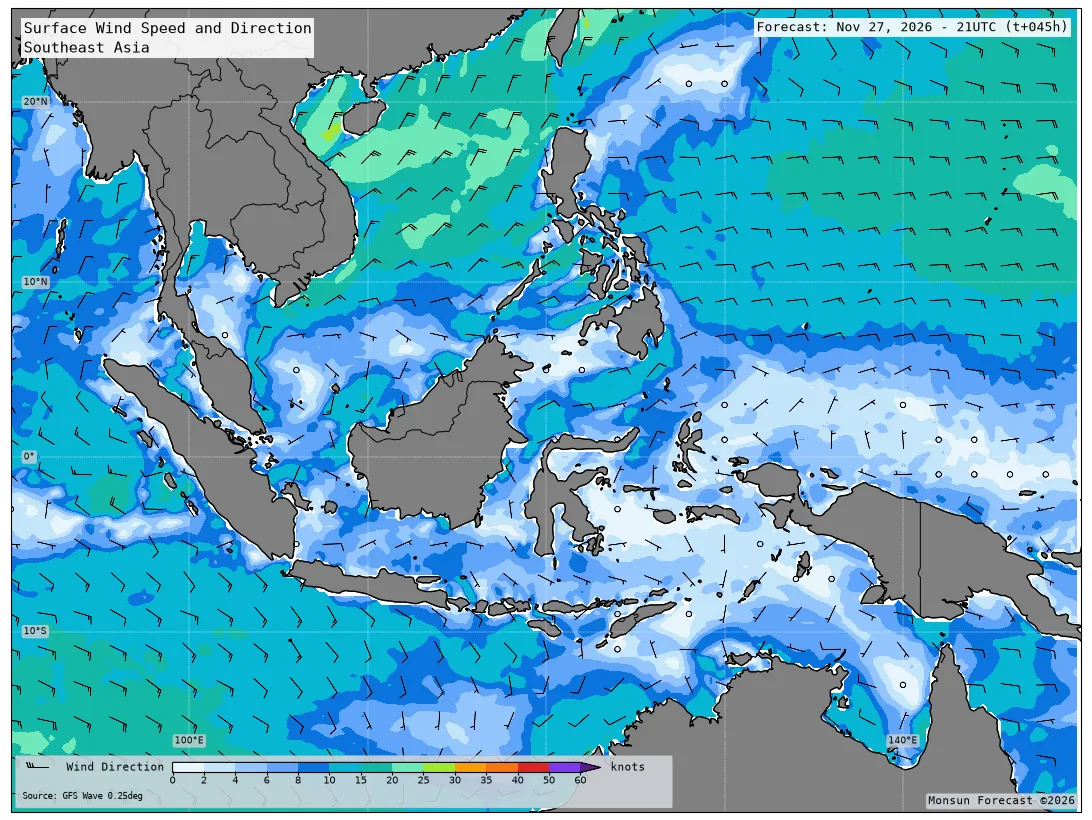 Surface Wind Speed and Direction
Southeast Asia
Forecast: Nov 27, 2026 - 21UTC (t+045h)
20°N
10°N
0°
10°S
100°E
140°E
Wind Direction
0 2 4 6 8 10 15 20 25 30 35 40 50 60
knots
Source: GFS Wave 0.25deg
Monsun Forecast ©2026